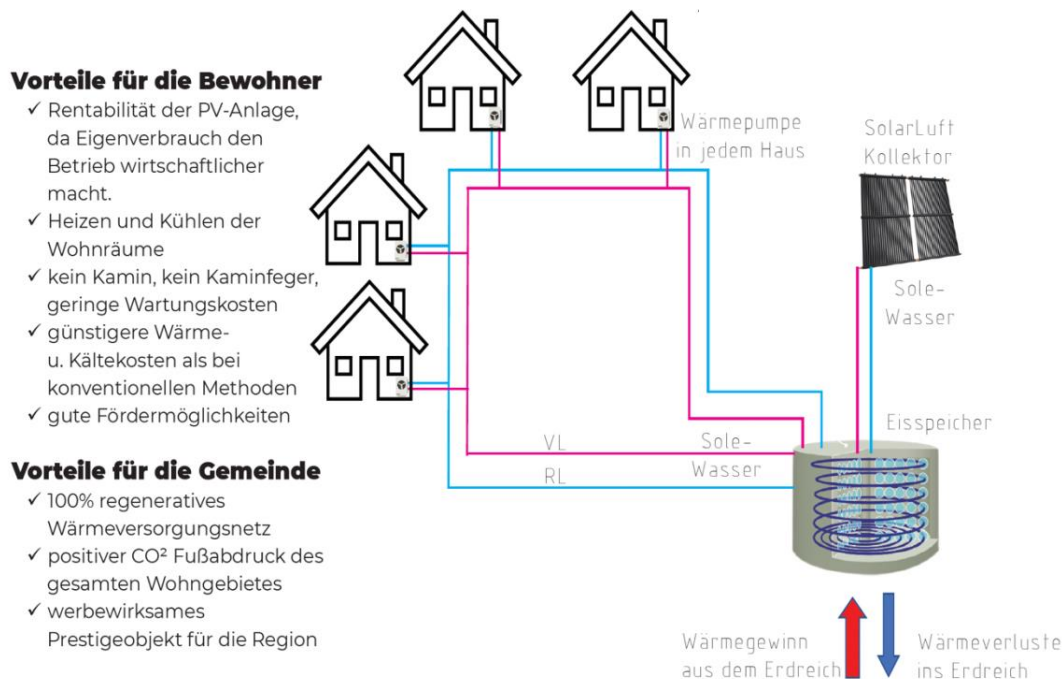 Vorteile für die Bewohner
✓ Rentabilität der PV-Anlage,
da Eigenverbrauch den
Betrieb wirtschaftlicher
macht.
✓ Heizen und Kühlen der
Wohnräume
✓ kein Kamin, kein Kaminfeger,
geringe Wartungskosten
✓ günstigere Wärme-
u. Kältekosten als bei
konventionellen Methoden
✓ gute Fördermöglichkeiten
Vorteile für die Gemeinde
✓ 100% regeneratives
Wärmeversorgungsnetz
✓ positiver CO² Fußabdruck des
gesamten Wohngebietes
✓ werbewirksames
Prestigeobjekt für die Region
Wärmepumpe
in jedem Haus
SolarLuft
Kollektor
Sole-
Wasser
Eisspeicher
VL
RL
Sole-
Wasser
Wärmegewinn
aus dem Erdreich
Wärmeverluste
ins Erdreich